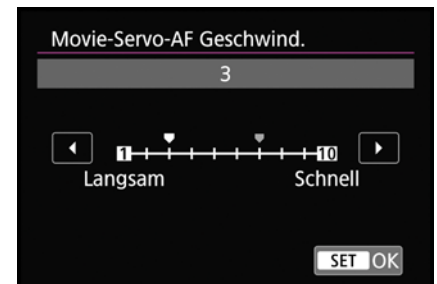 Movie-Servo-AF Geschwind.
3
1 10
Langsam Schnell
SET OK